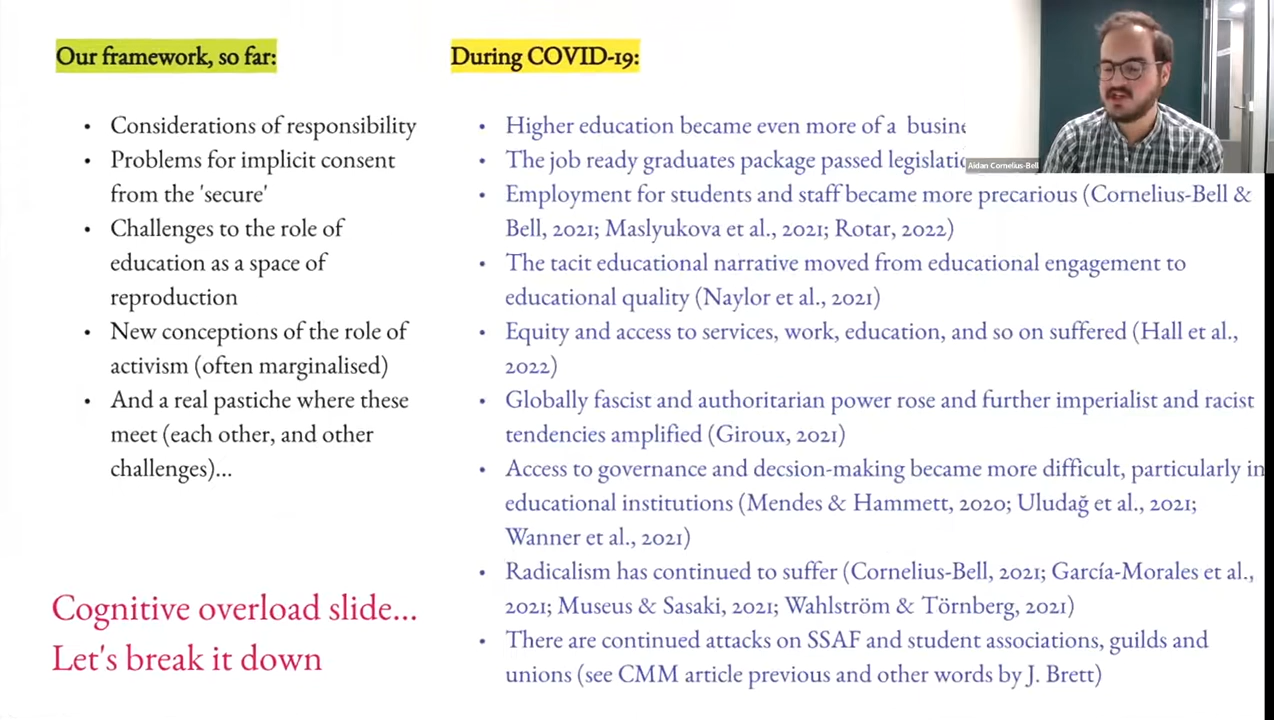 Our framework, so far:
• Considerations of responsibility
• Problems for implicit consent
from the 'secure'
• Challenges to the role of
education as a space of
reproduction
• New conceptions of the role of
activism (often marginalised)
• And a real pastiche where these
meet (each other, and other
challenges)...
Cognitive overload slide...
Let's break it down
During COVID-19:
• Higher education became even more of a
• The job ready graduates package passed
• Employment for students and staff became more precarious (Cornelius-Bell &
Bell, 2021; Maslyukova et al., 2021; Rotar, 2022)
• The tacit educational narrative moved from educational engagement to
educational quality (Naylor et al., 2021)
• Equity and access to services, work, education, and so on suffered (Hall et al.,
2022)
• Globally fascist and authoritarian power rose and further imperialist and racist
tendencies amplified (Giroux, 2021)
• Access to governance and decsion-making became more difficult, particularly in
educational institutions (Mendes & Hammett, 2020; Uludağ et al., 2021;
Wanner et al., 2021)
• Radicalism has continued to suffer (Cornelius-Bell, 2021; García-Morales et al.,
2021; Museus & Sasaki, 2021; Wahlström & Törnberg, 2021)
• There are continued attacks on SSAF and student associations, guilds and
unions (see CMM article previous and other words by J. Brett)
Aidan Cornelius-Bell